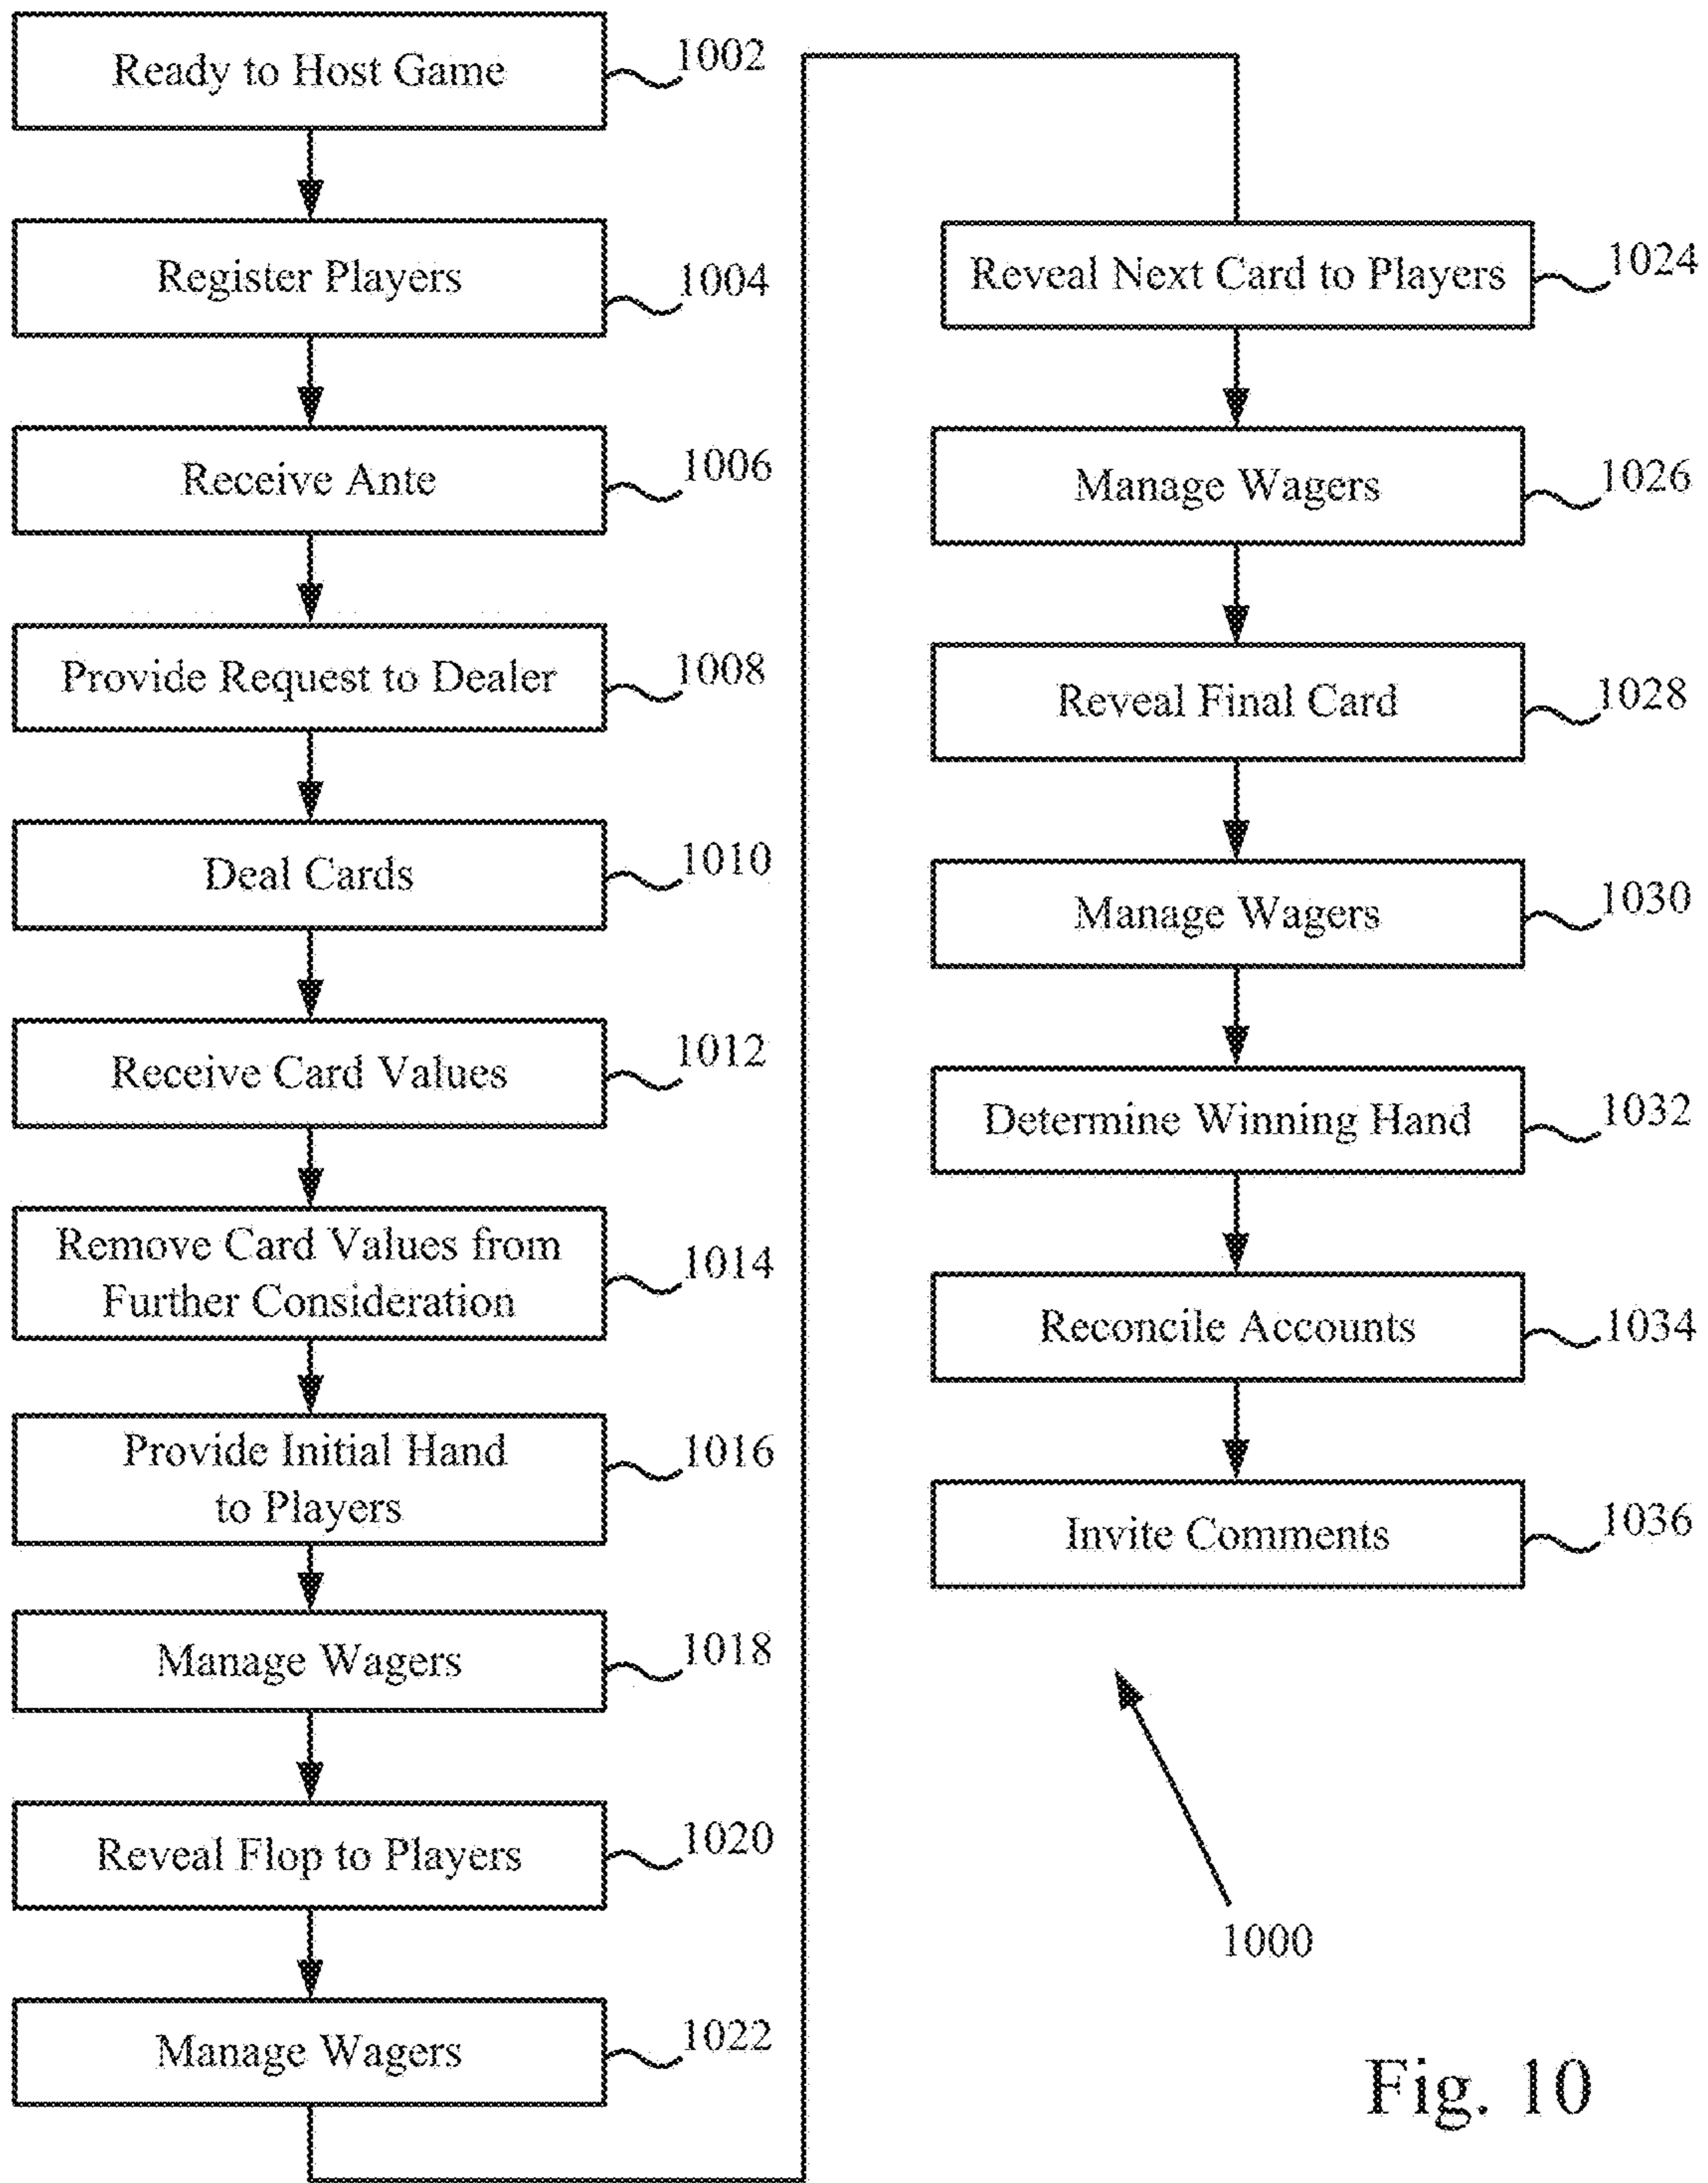 Ready to Host Game
1002
Register Players
1004
Receive Ante
1006
Provide Request to Dealer
1008
Deal Cards
1010
Receive Card Values
1012
Remove Card Values from
Further Consideration
1014
Provide Initial Hand
to Players
1016
Manage Wagers
1018
Reveal Flop to Players
1020
Manage Wagers
1022
Reveal Next Card to Players
1024
Manage Wagers
1026
Reveal Final Card
1028
Manage Wagers
1030
Determine Winning Hand
1032
Reconcile Accounts
1034
Invite Comments
1036
1000
Fig. 10